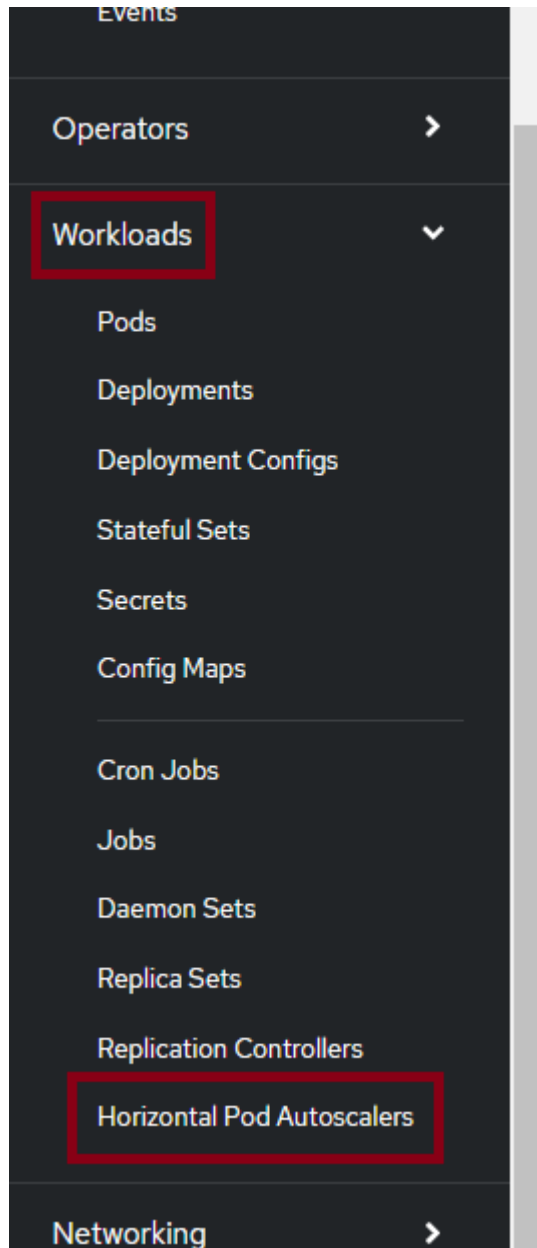 Events
Operators
Workloads
Pods
Deployments
Deployment Configs
Stateful Sets
Secrets
Config Maps
Cron Jobs
Jobs
Daemon Sets
Replica Sets
Replication Controllers
Horizontal Pod Autoscalers
Networking